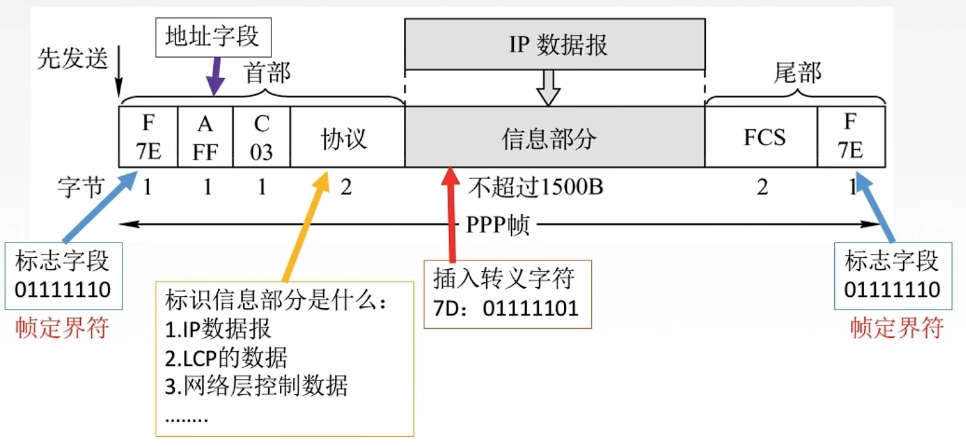 地址字段
IP 数据报
先发送
首部
尾部
F
7E
A
FF
C
03
协议
信息部分
FCS
F
7E
字节
1
1
1
2
不超过1500B
2
1
PPP帧
标志字段
01111110
帧定界符
标识信息部分是什么：
1.IP数据报
2.LCP的数据
3.网络层控制数据
........
插入转义字符
7D：01111101
标志字段
01111110
帧定界符